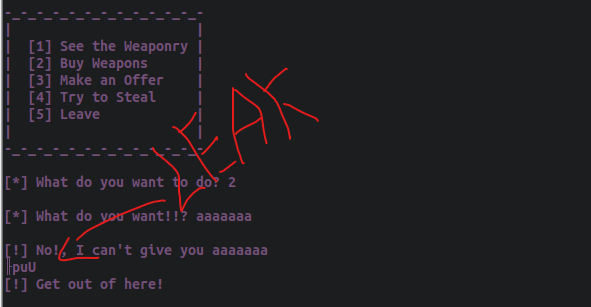 -_-_-_-_-_-_-_-_-_-_-_-_-
|                       |
|  [1] See the Weaponry |
|  [2] Buy Weapons      |
|  [3] Make an Offer    |
|  [4] Try to Steal     |
|  [5] Leave            |
|                       |
-_-_-_-_-_-_-_-_-_-_-_-_-
[*] What do you want to do? 2
[*] What do you want!!? aaaaaaa
[!] No!, I can't give you aaaaaaa
puU
[!] Get out of here!